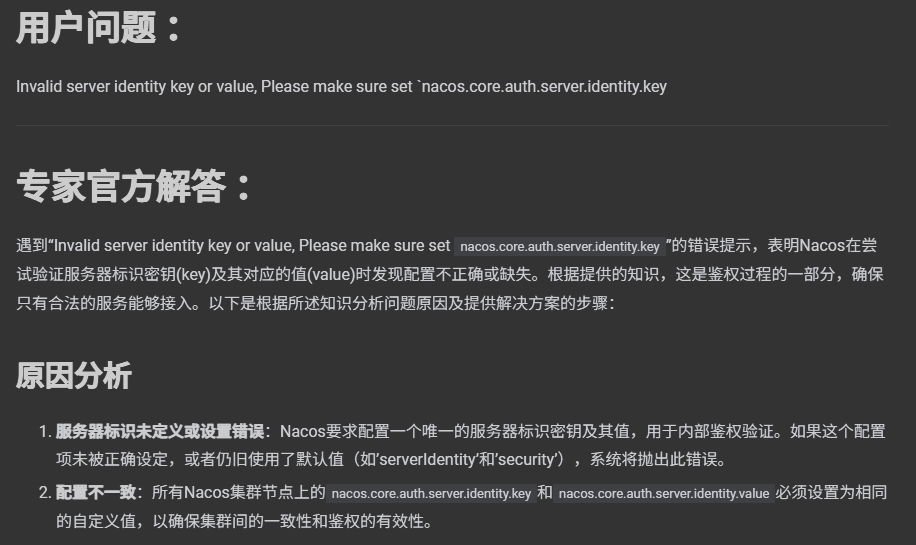 用户问题：
Invalid server identity key or value, Please make sure set `nacos.core.auth.server.identity.key
专家官方解答：
遇到“Invalid server identity key or value, Please make sure set nacos.core.auth.server.identity.key ”的错误提示，表明Nacos在尝
试验证服务器标识密钥(key)及其对应的值(value)时发现配置不正确或缺失。根据提供的知识，这是鉴权过程的一部分，确保
只有合法的服务能够接入。以下是根据所述知识分析问题原因及提供解决方案的步骤：
原因分析
1. 服务器标识未定义或设置错误：Nacos要求配置一个唯一的服务器标识密钥及其值，用于内部鉴权验证。如果这个配置
项未被正确设定，或者仍旧使用了默认值（如’serverIdentity’和’security’），系统将抛出此错误。
2. 配置不一致：所有Nacos集群节点上的 nacos.core.auth.server.identity.key 和 nacos.core.auth.server.identity.value 必须设置为相同
的自定义值，以确保集群间的一致性和鉴权的有效性。